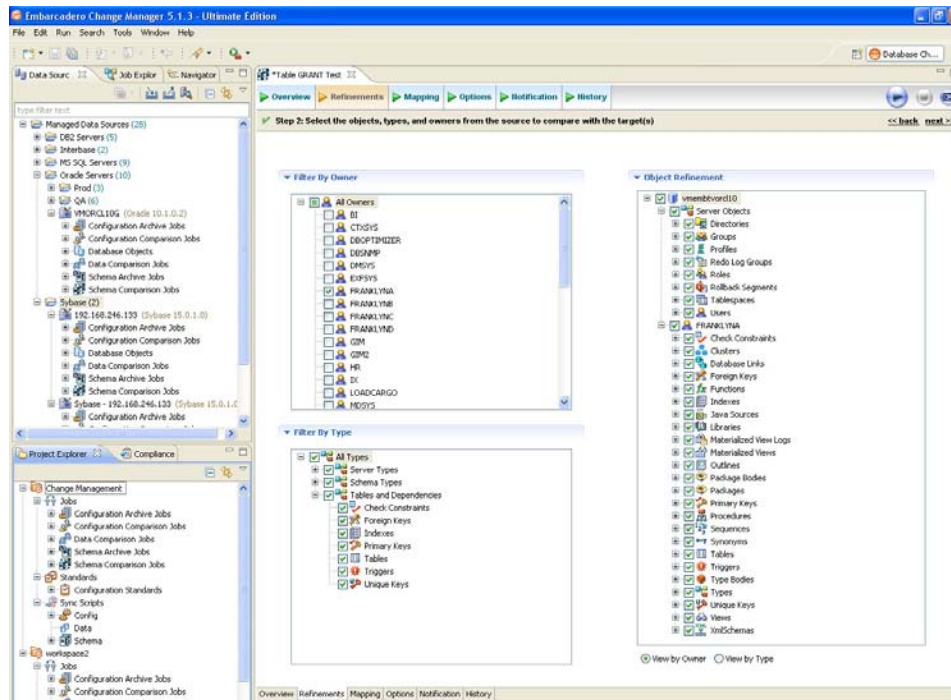 Embarcadero Change Manager 5.1.3 - Ultimate Edition
File Edit Run Search Tools Window Help
Database Ch...
Data Sourc
Job Explor
Navigator
type filter text
Managed Data Sources (28)
DB2 Servers (5)
Interbase (2)
MS SQL Servers (9)
Oracle Servers (10)
Prod (3)
QA (6)
VMORCL10G (Oracle 10.1.0.2)
Configuration Archive Jobs
Configuration Comparison Jobs
Database Objects
Data Comparison Jobs
Schema Archive Jobs
Schema Comparison Jobs
Sybase (2)
192.168.246.133 (Sybase 15.0.1.0)
Configuration Archive Jobs
Configuration Comparison Jobs
Database Objects
Data Comparison Jobs
Schema Archive Jobs
Schema Comparison Jobs
Sybase - 192.168.246.133 (Sybase 15.0.1.0
Configuration Archive Jobs
Project Explorer
Compliance
Change Management
Jobs
Configuration Archive Jobs
Configuration Comparison Jobs
Data Comparison Jobs
Schema Archive Jobs
Schema Comparison Jobs
Standards
Configuration Standards
Sync Scripts
Config
Data
Schema
workspace2
Jobs
Configuration Archive Jobs
Configuration Comparison Jobs
*Table GRANT Test
Overview Refinements Mapping Options Notification History
Step 2: Select the objects, types, and owners from the source to compare with the target(s)
<< back next >
Filter By Owner
All Owners
BI
CTXSYS
DBOPTIMIZER
DBSNMP
DMSYS
EXFSYS
FRANKLYNA
FRANKLYNB
FRANKLYNC
FRANKLYND
GIM
GIM2
HR
IX
LOADCARGO
MDSYS
Filter By Type
All Types
Server Types
Schema Types
Tables and Dependencies
Check Constraints
Foreign Keys
Indexes
Primary Keys
Tables
Triggers
Unique Keys
Object Refinement
vmembtvorcl10
Server Objects
Directories
Groups
Profiles
Redo Log Groups
Roles
Rollback Segments
Tablespaces
Users
FRANKLYNA
Check Constraints
Clusters
Database Links
Foreign Keys
Functions
Indexes
Java Sources
Libraries
Materialized View Logs
Materialized Views
Outlines
Package Bodies
Packages
Primary Keys
Procedures
Sequences
Synonyms
Tables
Triggers
Type Bodies
Types
Unique Keys
Views
XmlSchemas
View by Owner View by Type
Overview Refinements Mapping Options Notification History